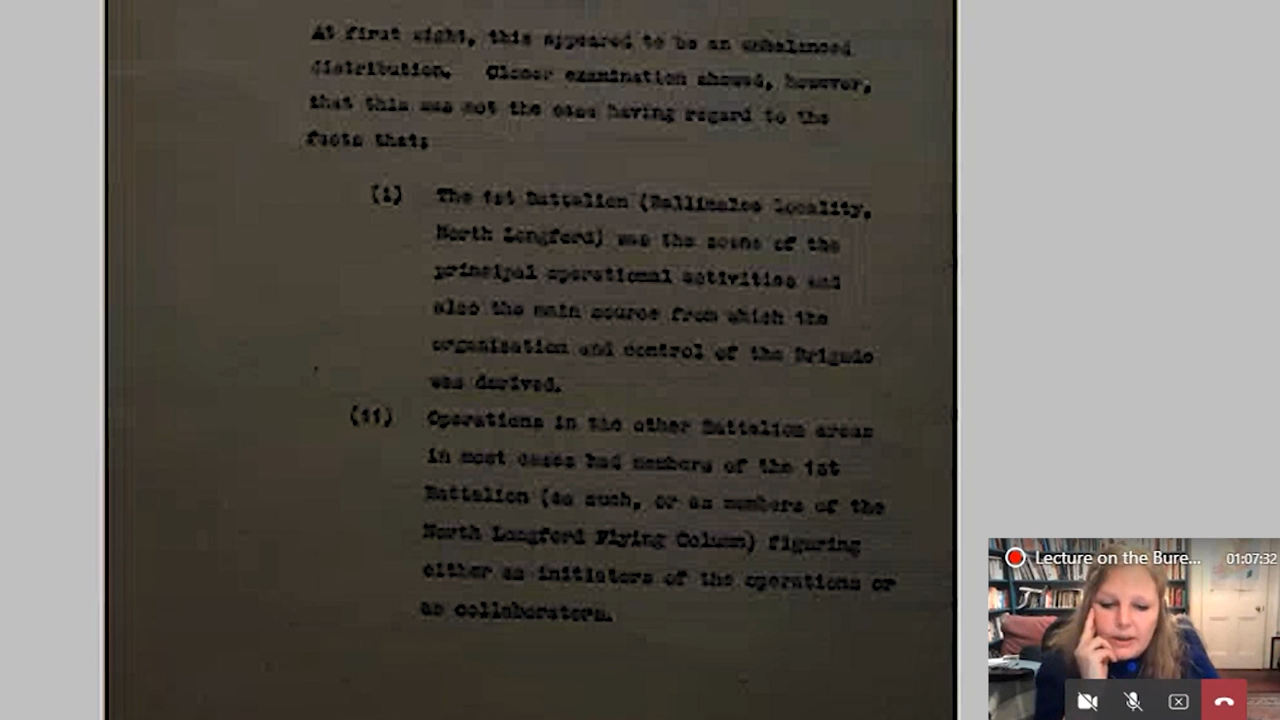 At first sight, this appeared to be an unbalanced
distribution. Closer examination showed, however,
that this was not the case having regard to the
facts that;
(i) The 1st Battalion (Ballinalee locality,
North Longford) was the scene of the
principal operational activities and
also the main source from which the
organisation and control of the Brigade
was derived.
(ii) Operations in the other Battalion areas
in most cases had members of the 1st
Battalion (as such, or as members of the
North Longford Flying Column) figuring
either as initiators of the operations or
as collaborators.
Lecture on the Bure... 01:07:32